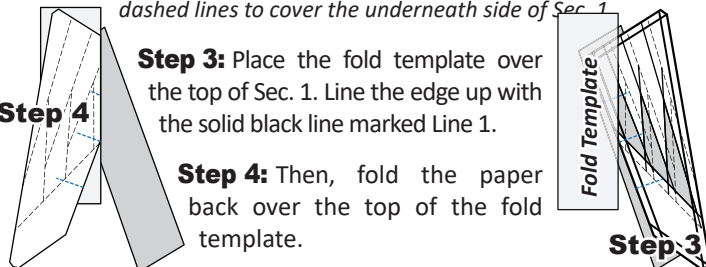 dashed lines to cover the underneath side of Sec. 1
Step 3: Place the fold template over
the top of Sec. 1. Line the edge up with
the solid black line marked Line 1.
Step 4: Then, fold the paper
back over the top of the fold
template.
Step 4
Fold Template
Step 3